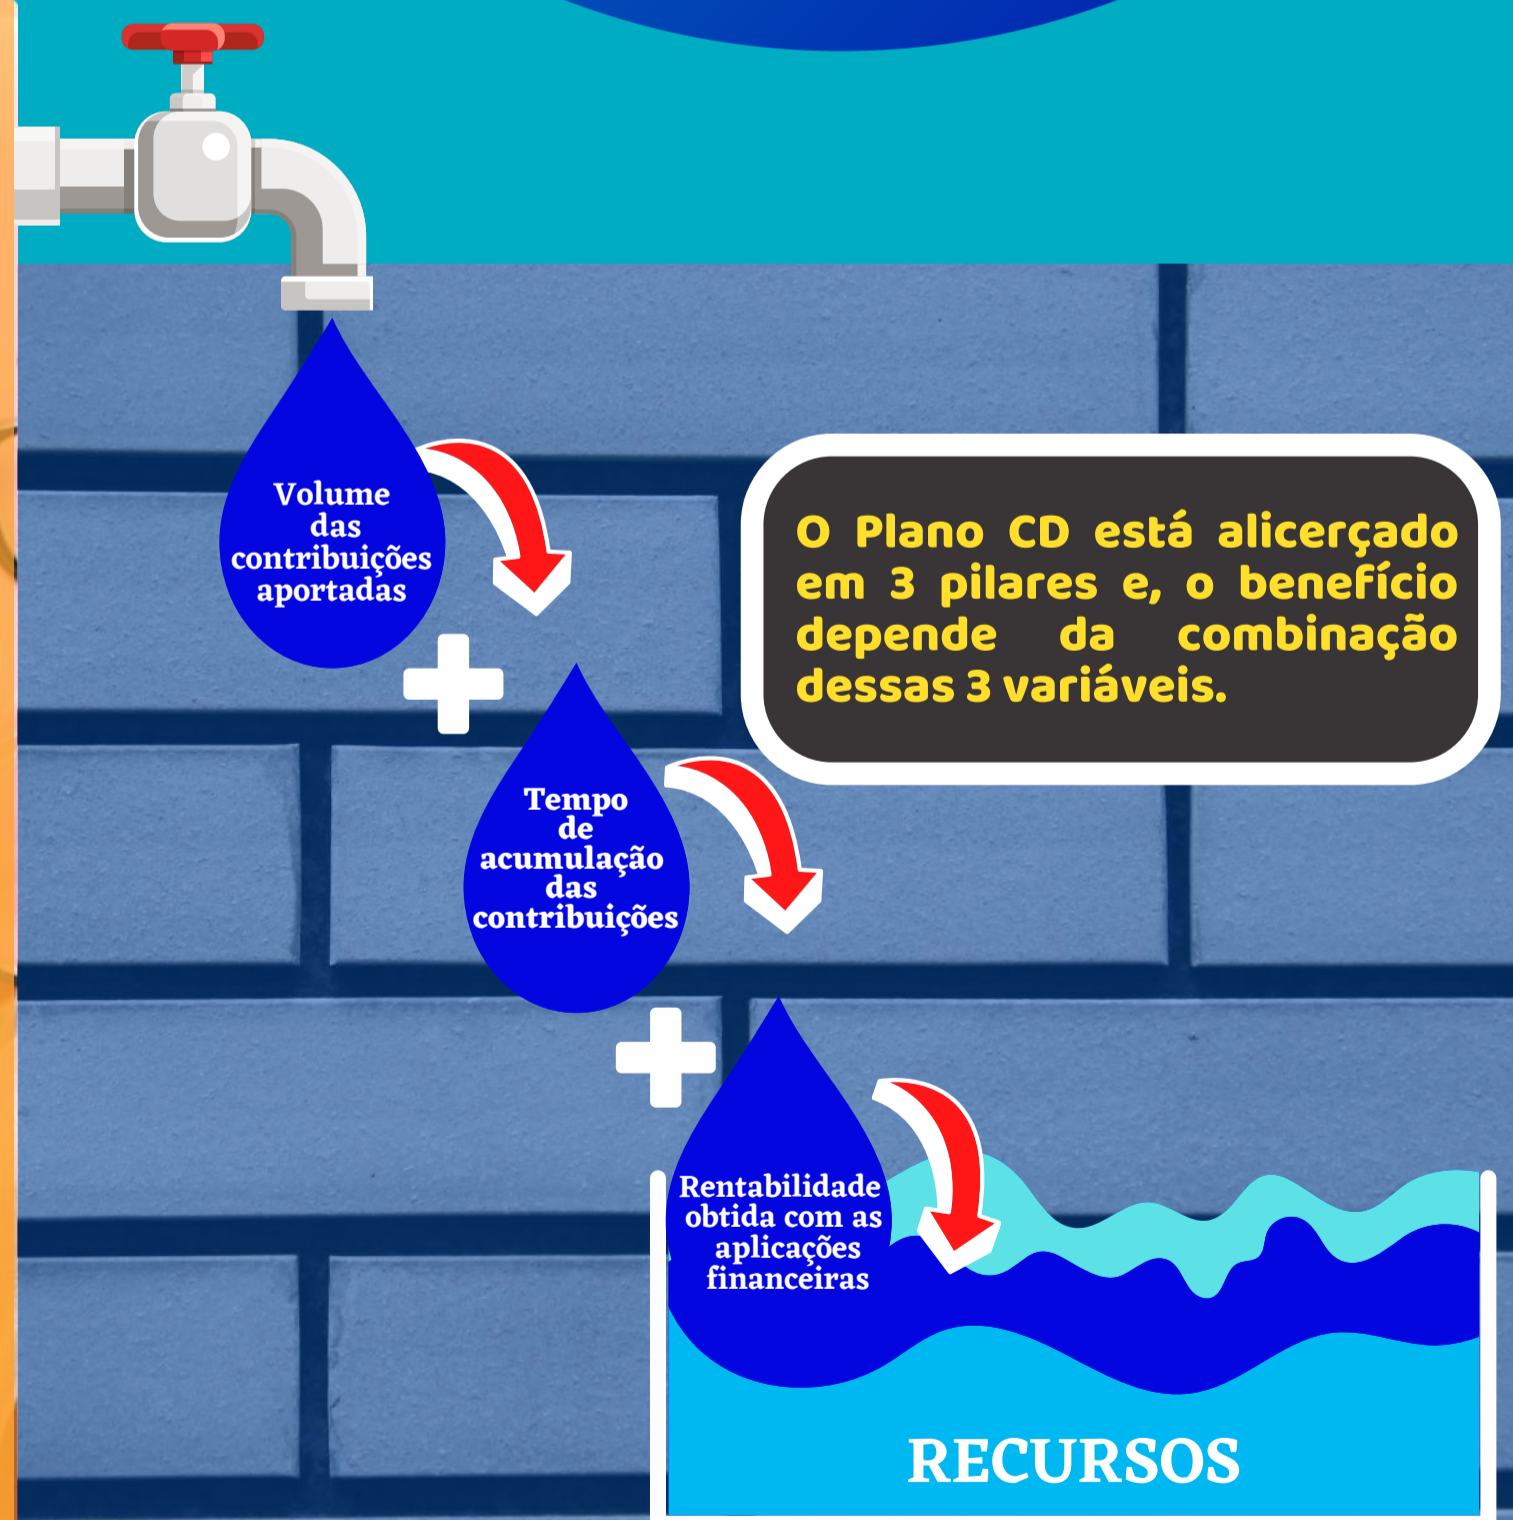 Volume
das
contribuições
aportadas
O Plano CD está alicerçado
em 3 pilares e, o benefício
depende da combinação
dessas 3 variáveis.
Tempo
de
acumulação
das
contribuições
Rentabilidade
obtida com as
aplicações
financeiras
RECURSOS